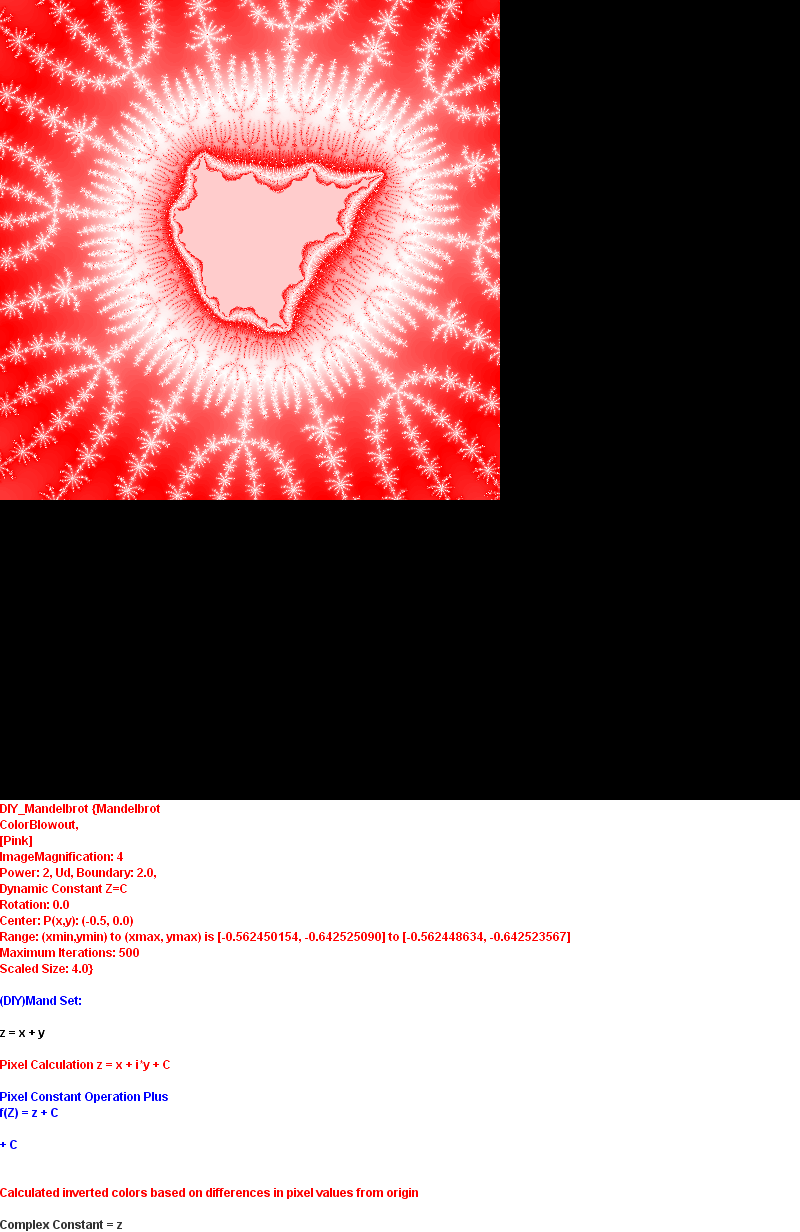 DIY_Mandelbrot {Mandelbrot
ColorBlowout,
[Pink]
ImageMagnification: 4
Power: 2, Ud, Boundary: 2.0,
Dynamic Constant Z=C
Rotation: 0.0
Center: P(x,y): (-0.5, 0.0)
Range: (xmin,ymin) to (xmax, ymax) is [-0.562450154, -0.642525090] to [-0.562448634, -0.642523567]
Maximum Iterations: 500
Scaled Size: 4.0}
(DIY)Mand Set:
z = x + y
Pixel Calculation z = x + i*y + C
Pixel Constant Operation Plus
f(Z) = z + C
+ C
Calculated inverted colors based on differences in pixel values from origin
Complex Constant = z